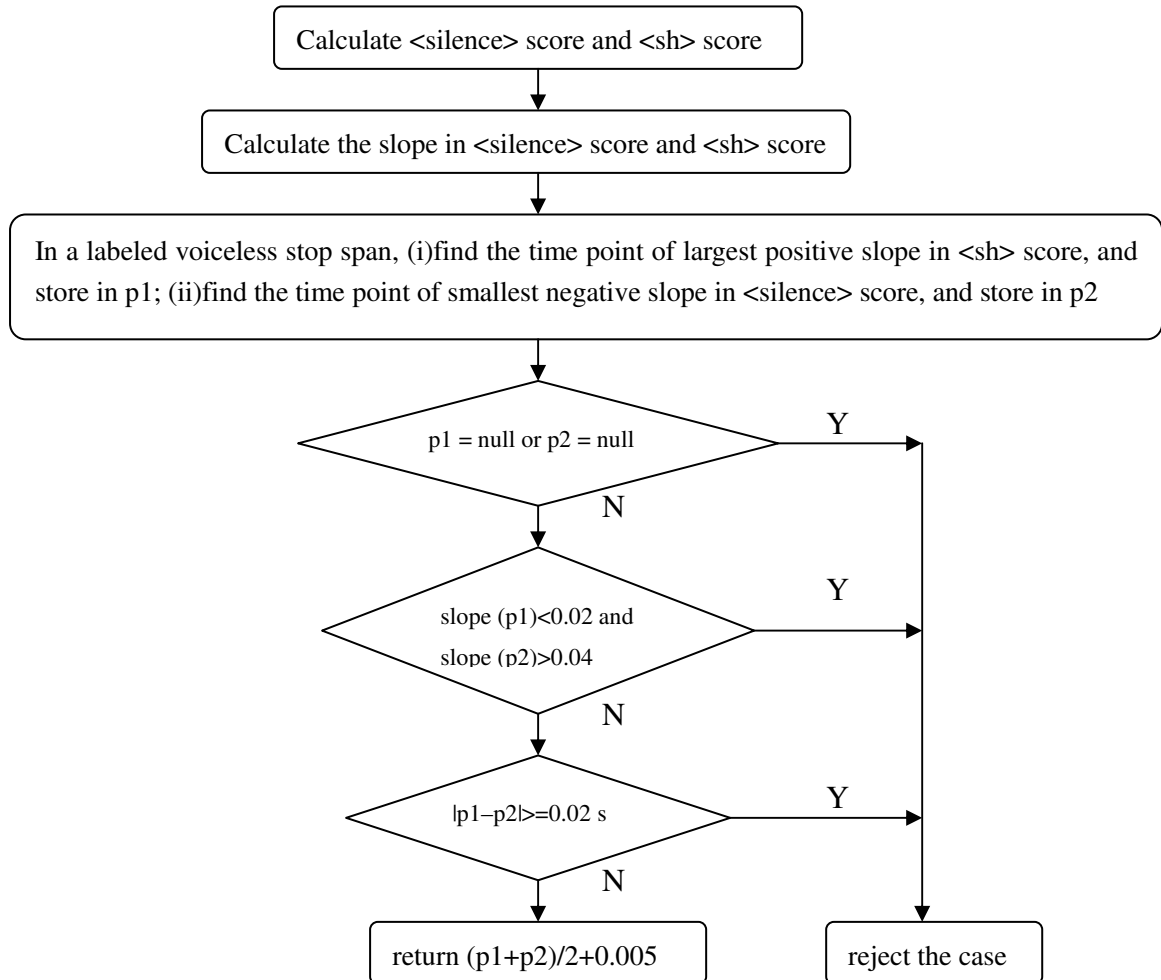 Calculate <silence> score and <sh> score
Calculate the slope in <silence> score and <sh> score
In a labeled voiceless stop span, (i)find the time point of largest positive slope in <sh> score, and
store in p1; (ii)find the time point of smallest negative slope in <silence> score, and store in p2
p1 = null or p2 = null
Y
N
slope (p1)<0.02 and
slope (p2)>0.04
Y
N
|p1–p2|>=0.02 s
Y
N
return (p1+p2)/2+0.005
reject the case